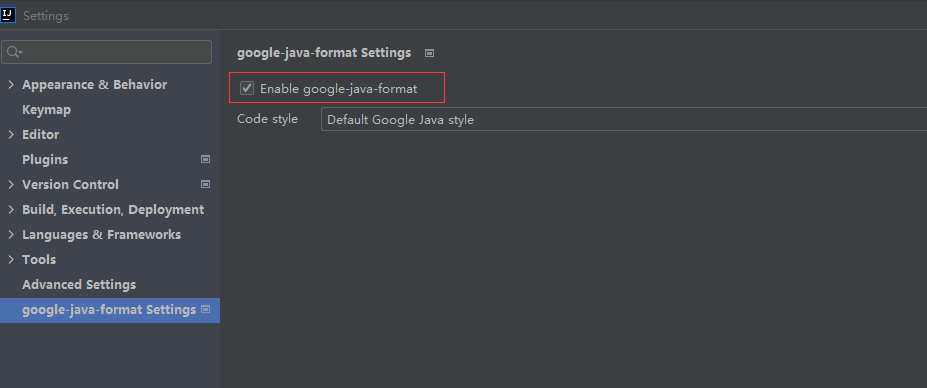 IJ Settings
Appearance & Behavior
Keymap
Editor
Plugins
Version Control
Build, Execution, Deployment
Languages & Frameworks
Tools
Advanced Settings
google-java-format Settings
google-java-format Settings
Enable google-java-format
Code style Default Google Java style